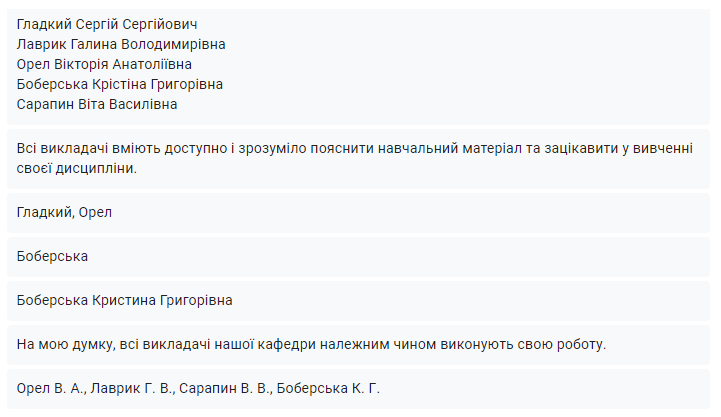 Гладкий Сергій Сергійович
Лаврик Галина Володимирівна
Орел Вікторія Анатоліївна
Боберська Крістіна Григорівна
Сарапин Віта Василівна
Всі викладачі вміють доступно і зрозуміло пояснити навчальний матеріал та зацікавити у вивченні
своєї дисципліни.
Гладкий, Орел
Боберська
Боберська Кристина Григорівна
На мою думку, всі викладачі нашої кафедри належним чином виконують свою роботу.
Орел В. А., Лаврик Г. В., Сарапин В. В., Боберська К. Г.